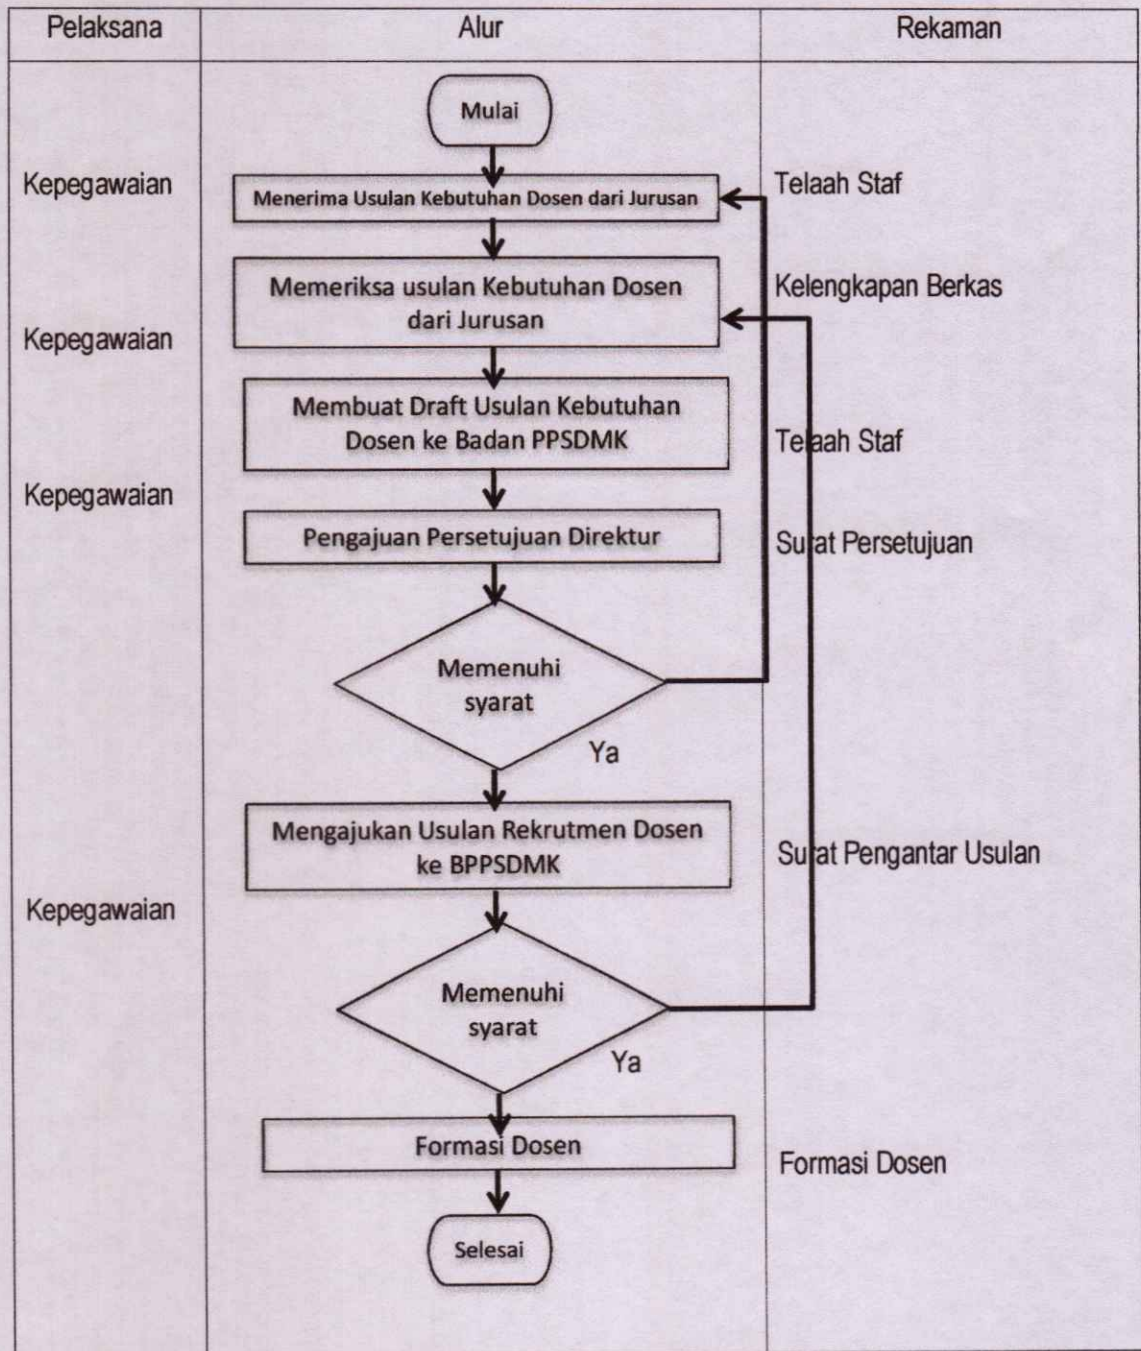 Pelaksana Alur Rekaman
Mulai
Kepegawaian Menerima Usulan Kebutuhan Dosen dari Jurusan Telaah Staf
Memeriksa usulan Kebutuhan Dosen Kelengkapan Berkas
dari Jurusan
Kepegawaian
Membuat Draft Usulan Kebutuhan
Dosen ke Badan PPSDMK Telaah Staf
Kepegawaian
Pengajuan Persetujuan Direktur Surat Persetujuan
Memenuhi
syarat
Ya
Mengajukan Usulan Rekrutmen Dosen
ke BPPSDMK Surat Pengantar Usulan
Kepegawaian
Memenuhi
syarat
Ya
Formasi Dosen Formasi Dosen
Selesai